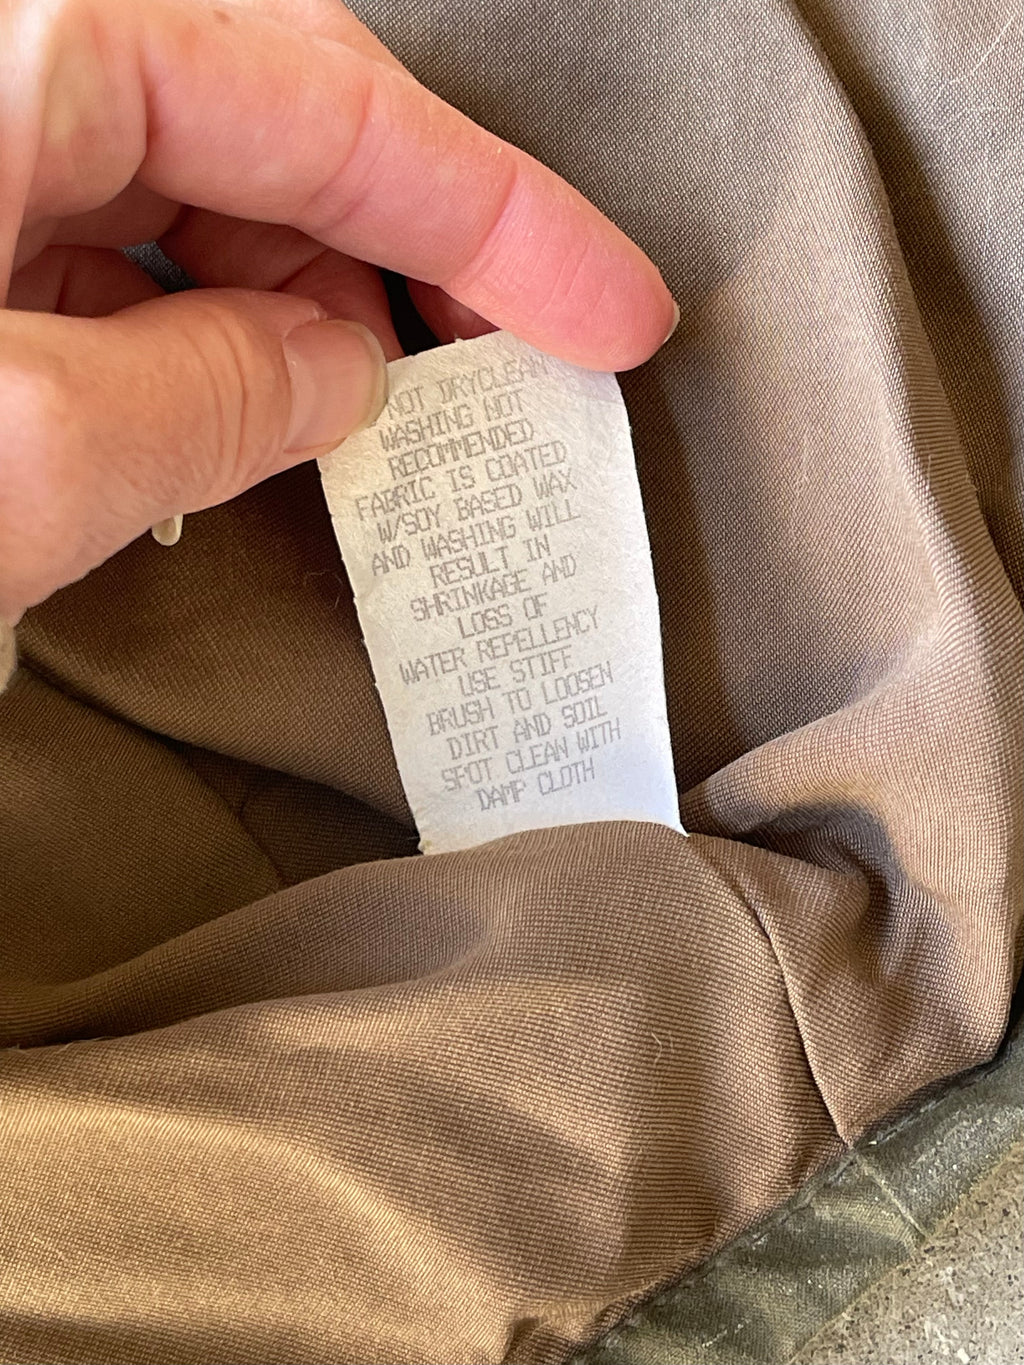 NOT DRYCLEAN
WASHING NOT
RECOMMENDED
FABRIC IS COATED
W/SOY BASED WAX
AND WASHING WILL
RESULT IN
SHRINKAGE AND
LOSS OF
WATER REPELLENCY
USE STIFF
BRUSH TO LOOSEN
DIRT AND SOIL
SPOT CLEAN WITH
DAMP CLOTH